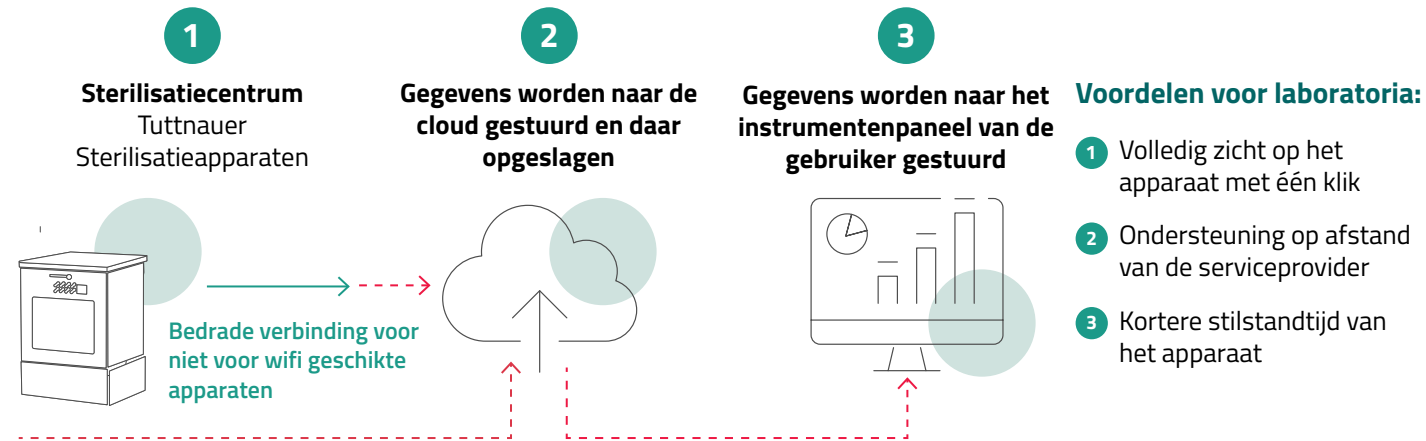 1
Sterilisatiecentrum
Tuttnauer
Sterilisatieapparaten
Bedrade verbinding voor
niet voor wifi geschikte
apparaten
2
Gegevens worden naar de
cloud gestuurd en daar
opgeslagen
3
Gegevens worden naar het
instrumentenpaneel van de
gebruiker gestuurd
Voordelen voor laboratoria:
1 Volledig zicht op het
apparaat met één klik
2 Ondersteuning op afstand
van de serviceprovider
3 Kortere stilstandtijd van
het apparaat